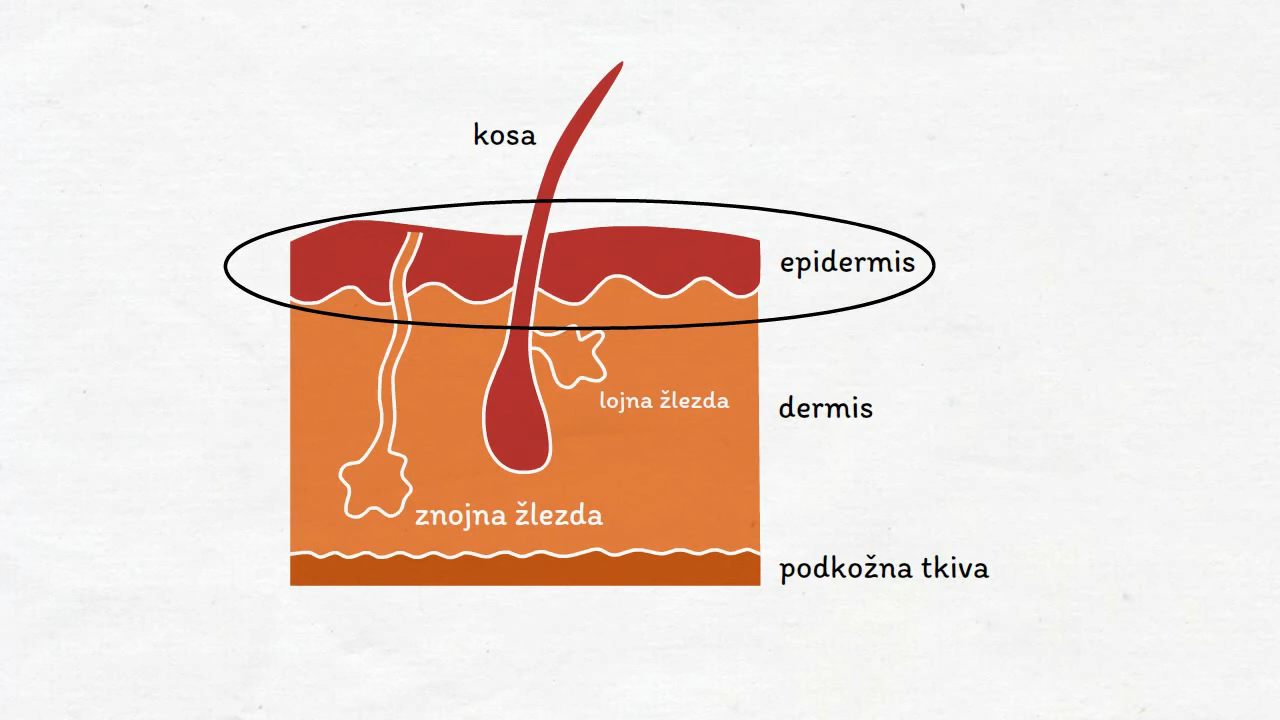 kosa
epidermis
lojna žlezda
dermis
znojna žlezda
podkožna tkiva